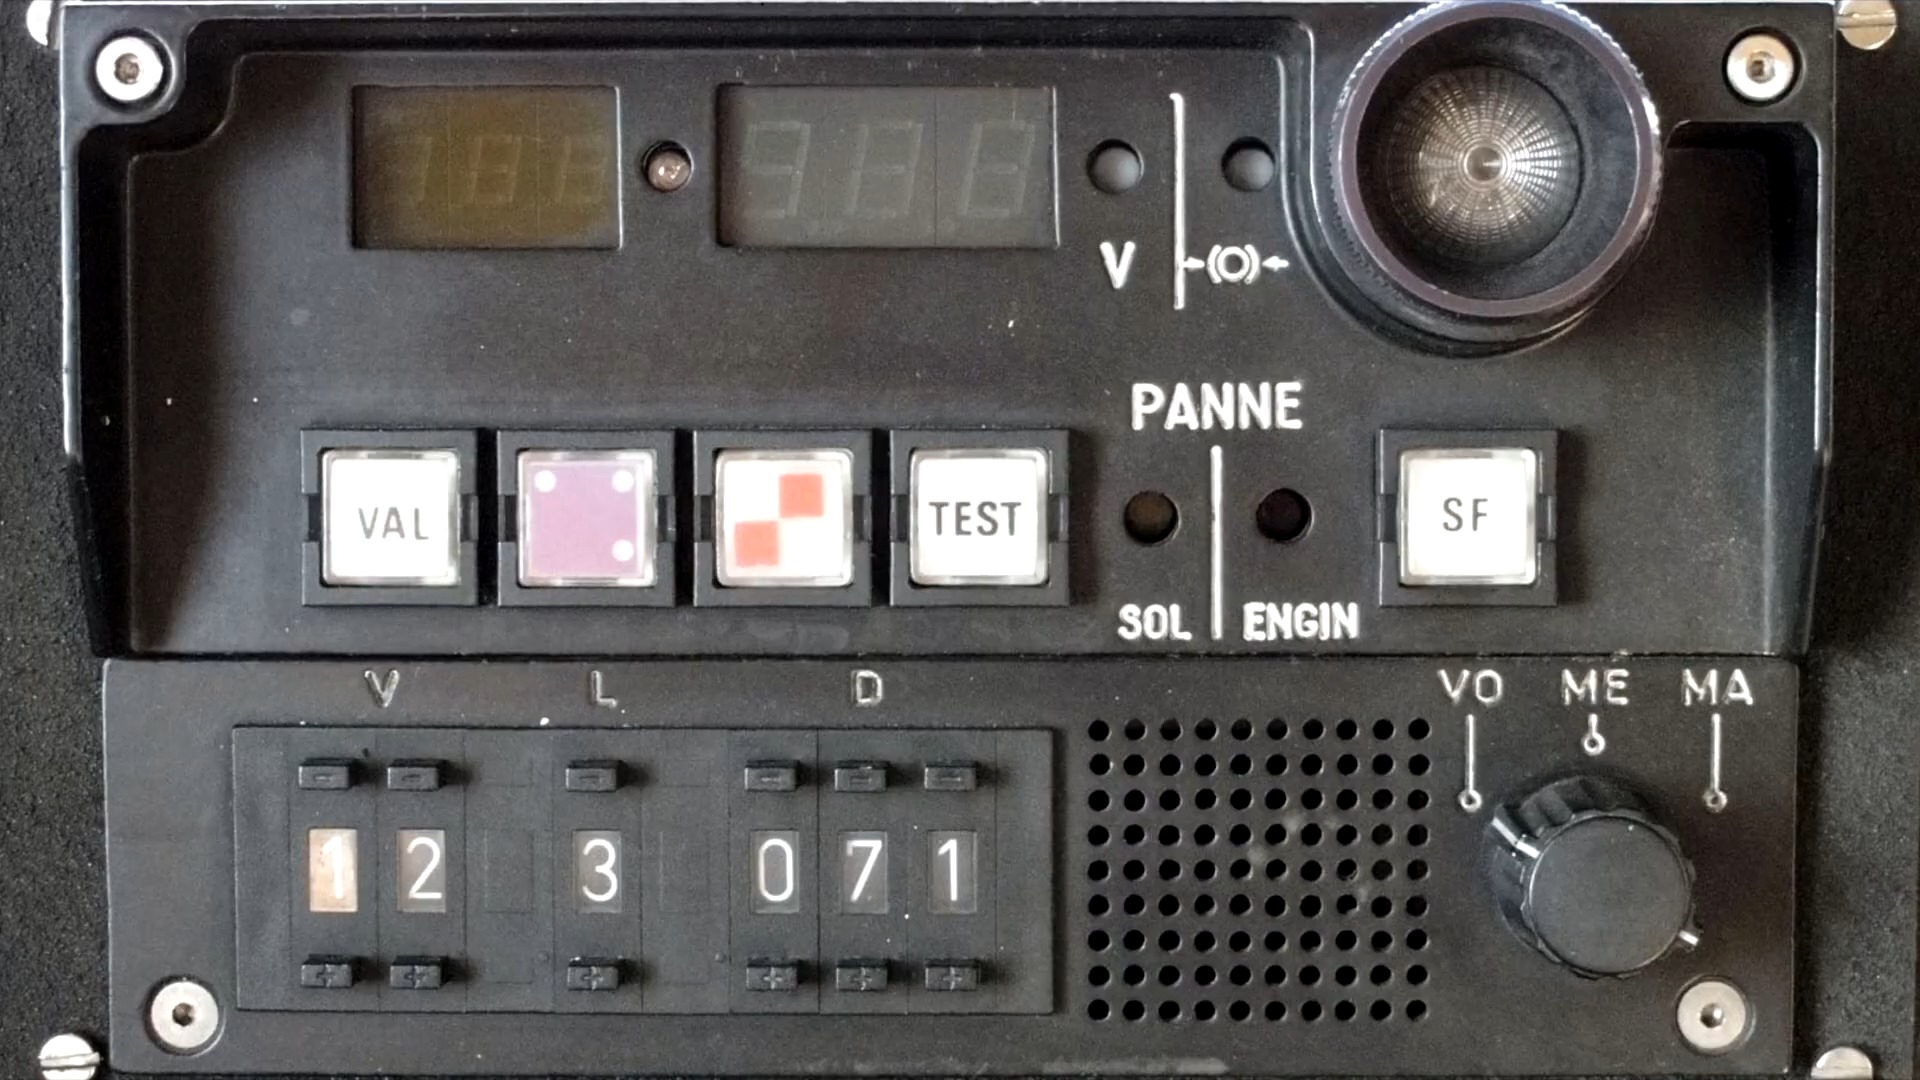 V
PANNE
VAL TEST SF
SOL ENGIN
V L D VO ME MA
- - - - - -
1 2 3 0 7 1
+ + + + + +